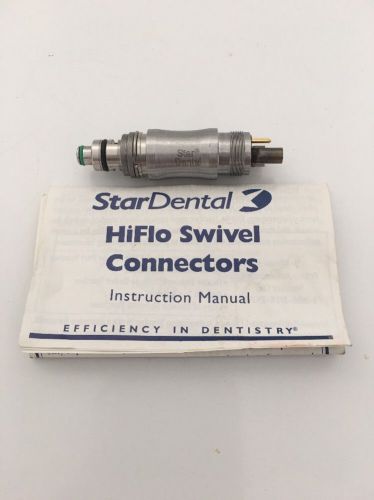 Star®
Dental
StarDental
HiFlo Swivel
Connectors
Instruction Manual
EFFICIENCY IN DENTISTRY®